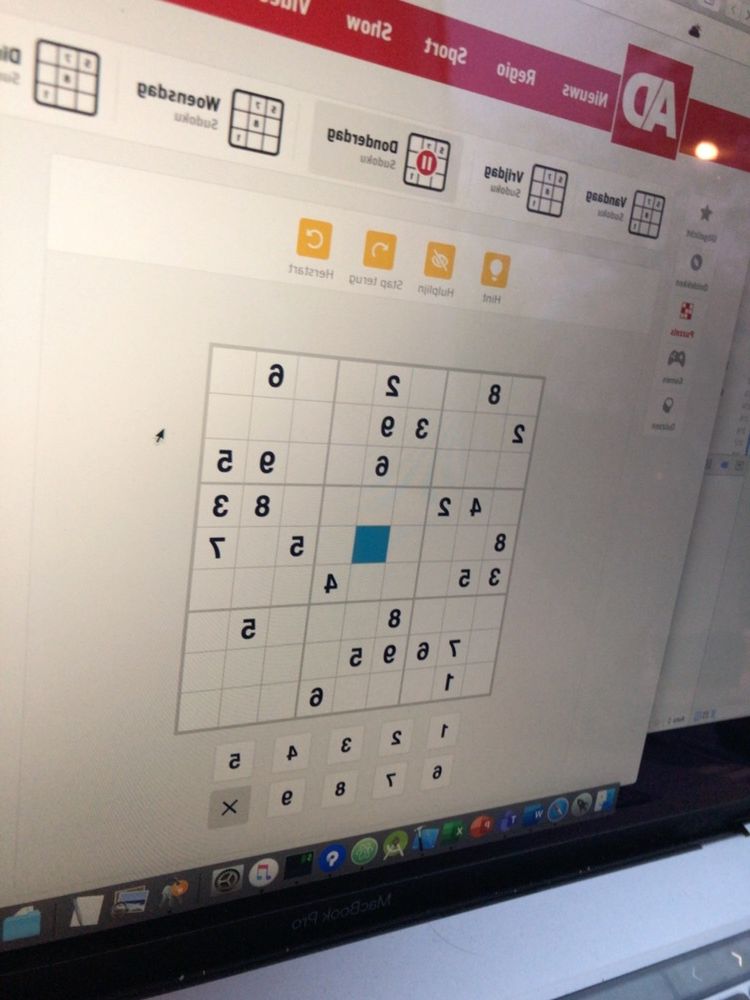 AD Nieuws Regio Sport Show
Vandaag Vrijdag Donderdag Woensdag
Sudoku Sudoku Sudoku Sudoku
Uitgelicht
Ontdekken
Puzzels
Games
Quizzen
Hint Hulplijn Stap terug Herstart
8 2 6
2 3 9
6 9 5
4 2 8 3
8 5 7
3 5 4
8 5
7 6 9 5
1 6
1 2 3 4 5
6 7 8 9 X
MacBook Pro